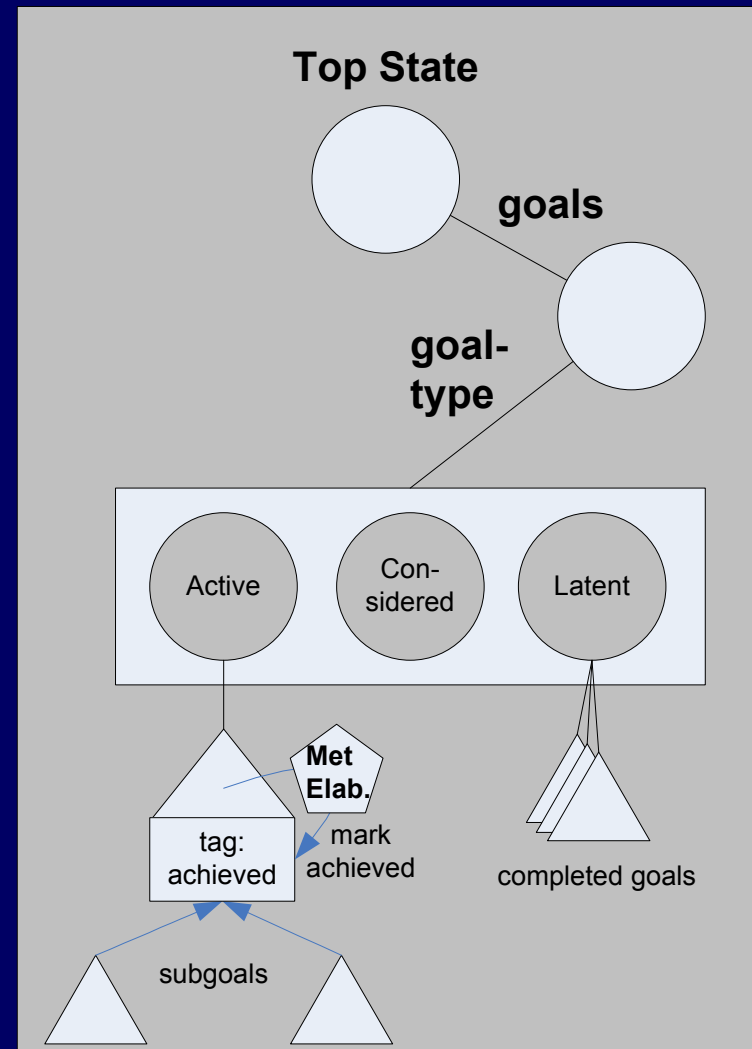 Top State
goals
goal-
type
Active
Con-
sidered
Latent
Met
Elab.
tag:
achieved
mark
achieved
completed goals
subgoals